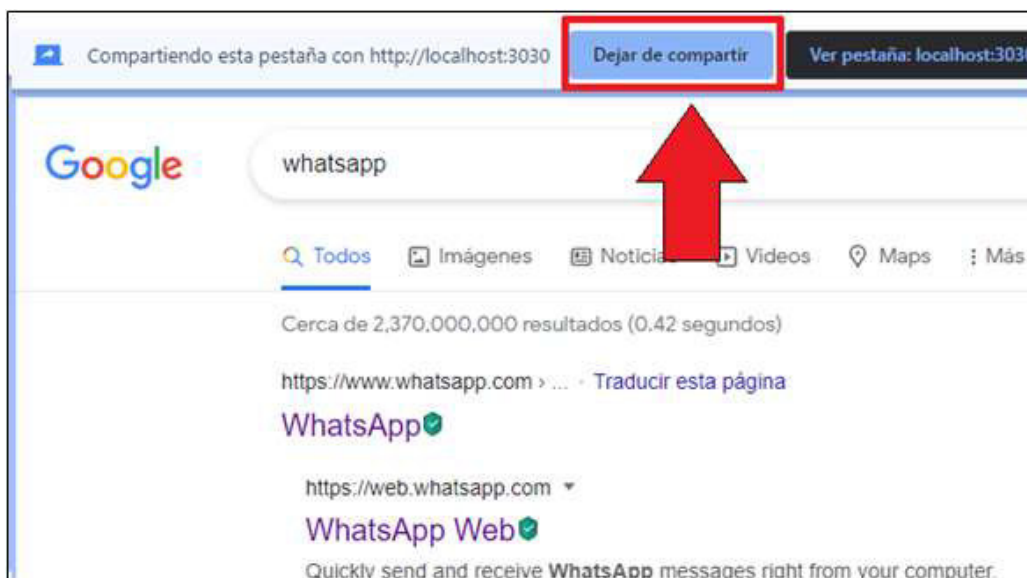 Compartiendo esta pestaña con http://localhost:3030 Dejar de compartir Ver pestaña: localhost:3030
Google whatsapp
Todos Imágenes Noticias Videos Maps Más
Cerca de 2,370,000,000 resultados (0.42 segundos)
https://www.whatsapp.com › ... · Traducir esta página
WhatsApp
https://web.whatsapp.com
WhatsApp Web
Quickly send and receive WhatsApp messages right from your computer.